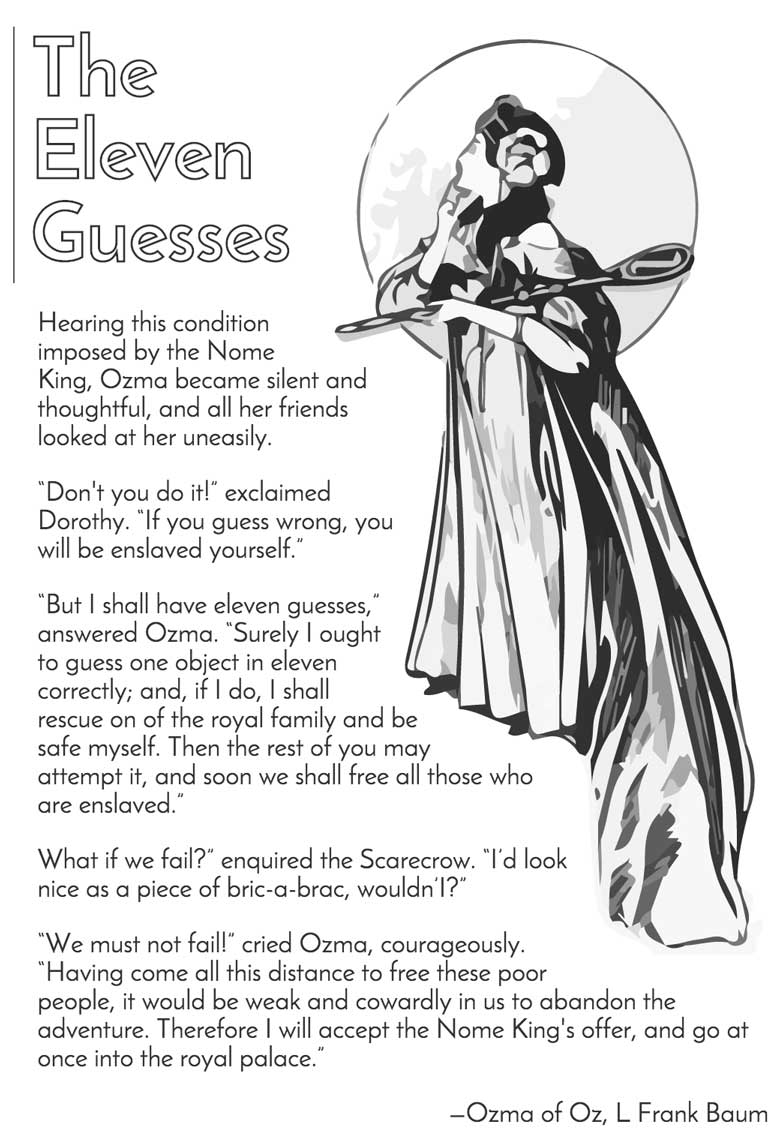 The
Eleven
Guesses
Hearing this condition
imposed by the Nome
King, Ozma became silent and
thoughtful, and all her friends
looked at her uneasily.
“Don't you do it!” exclaimed
Dorothy. “If you guess wrong, you
will be enslaved yourself.”
“But I shall have eleven guesses,”
answered Ozma. “Surely I ought
to guess one object in eleven
correctly; and, if I do, I shall
rescue on of the royal family and be
safe myself. Then the rest of you may
attempt it, and soon we shall free all those who
are enslaved.”
What if we fail?” enquired the Scarecrow. “I’d look
nice as a piece of bric-a-brac, wouldn’I?”
“We must not fail!” cried Ozma, courageously.
“Having come all this distance to free these poor
people, it would be weak and cowardly in us to abandon the
adventure. Therefore I will accept the Nome King's offer, and go at
once into the royal palace.”
—Ozma of Oz, L Frank Baum